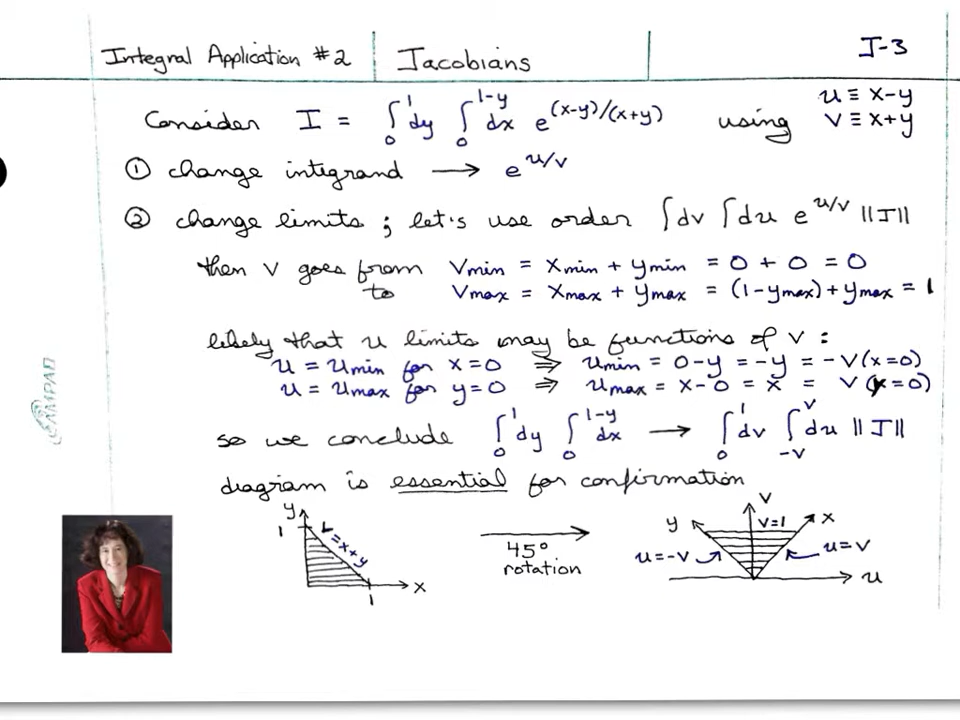 Integral Application #2 Jacobians J-3
Consider I = ∫₀¹ dy ∫₀^(1-y) dx e^((x-y)/(x+y)) using u ≡ x-y
v ≡ x+y
① change integrand → e^(u/v)
② change limits ; let's use order ∫dv ∫du e^(u/v) ||J||
then v goes from Vmin = Xmin + Ymin = 0 + 0 = 0
to Vmax = Xmax + Ymax = (1-Ymax) + Ymax = 1
likely that u limits may be functions of v :
u = Umin for x=0 ⇒ Umin = 0-y = -y = -v (x=0)
u = Umax for y=0 ⇒ Umax = x-0 = x = v (y=0)
so we conclude ∫₀¹ dy ∫₀^(1-y) dx → ∫₀¹ dv ∫₋ᵥ^v du ||J||
diagram is essential for confirmation
y
1
v=x+y
x
1
45°
rotation
v
y
v=1
x
u=-v
u=v
u
AMPAD